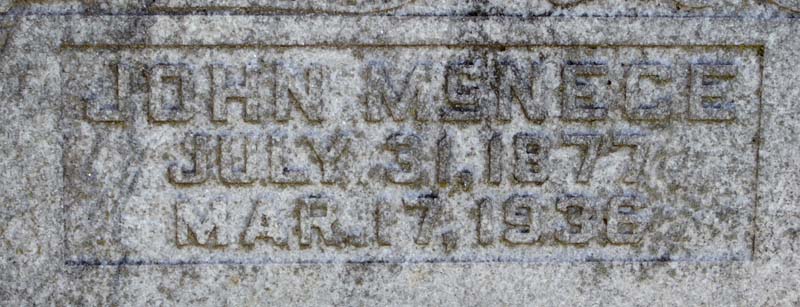 JOHN McNECE
JULY 31, 1877
MAR. 17, 1936